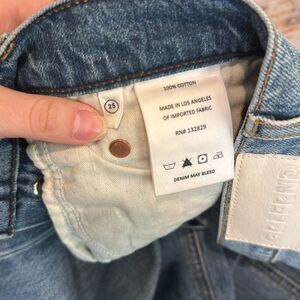 25
100% COTTON
MADE IN LOS ANGELES
OF IMPORTED FABRIC
RN# 132829
DENIM MAY BLEED